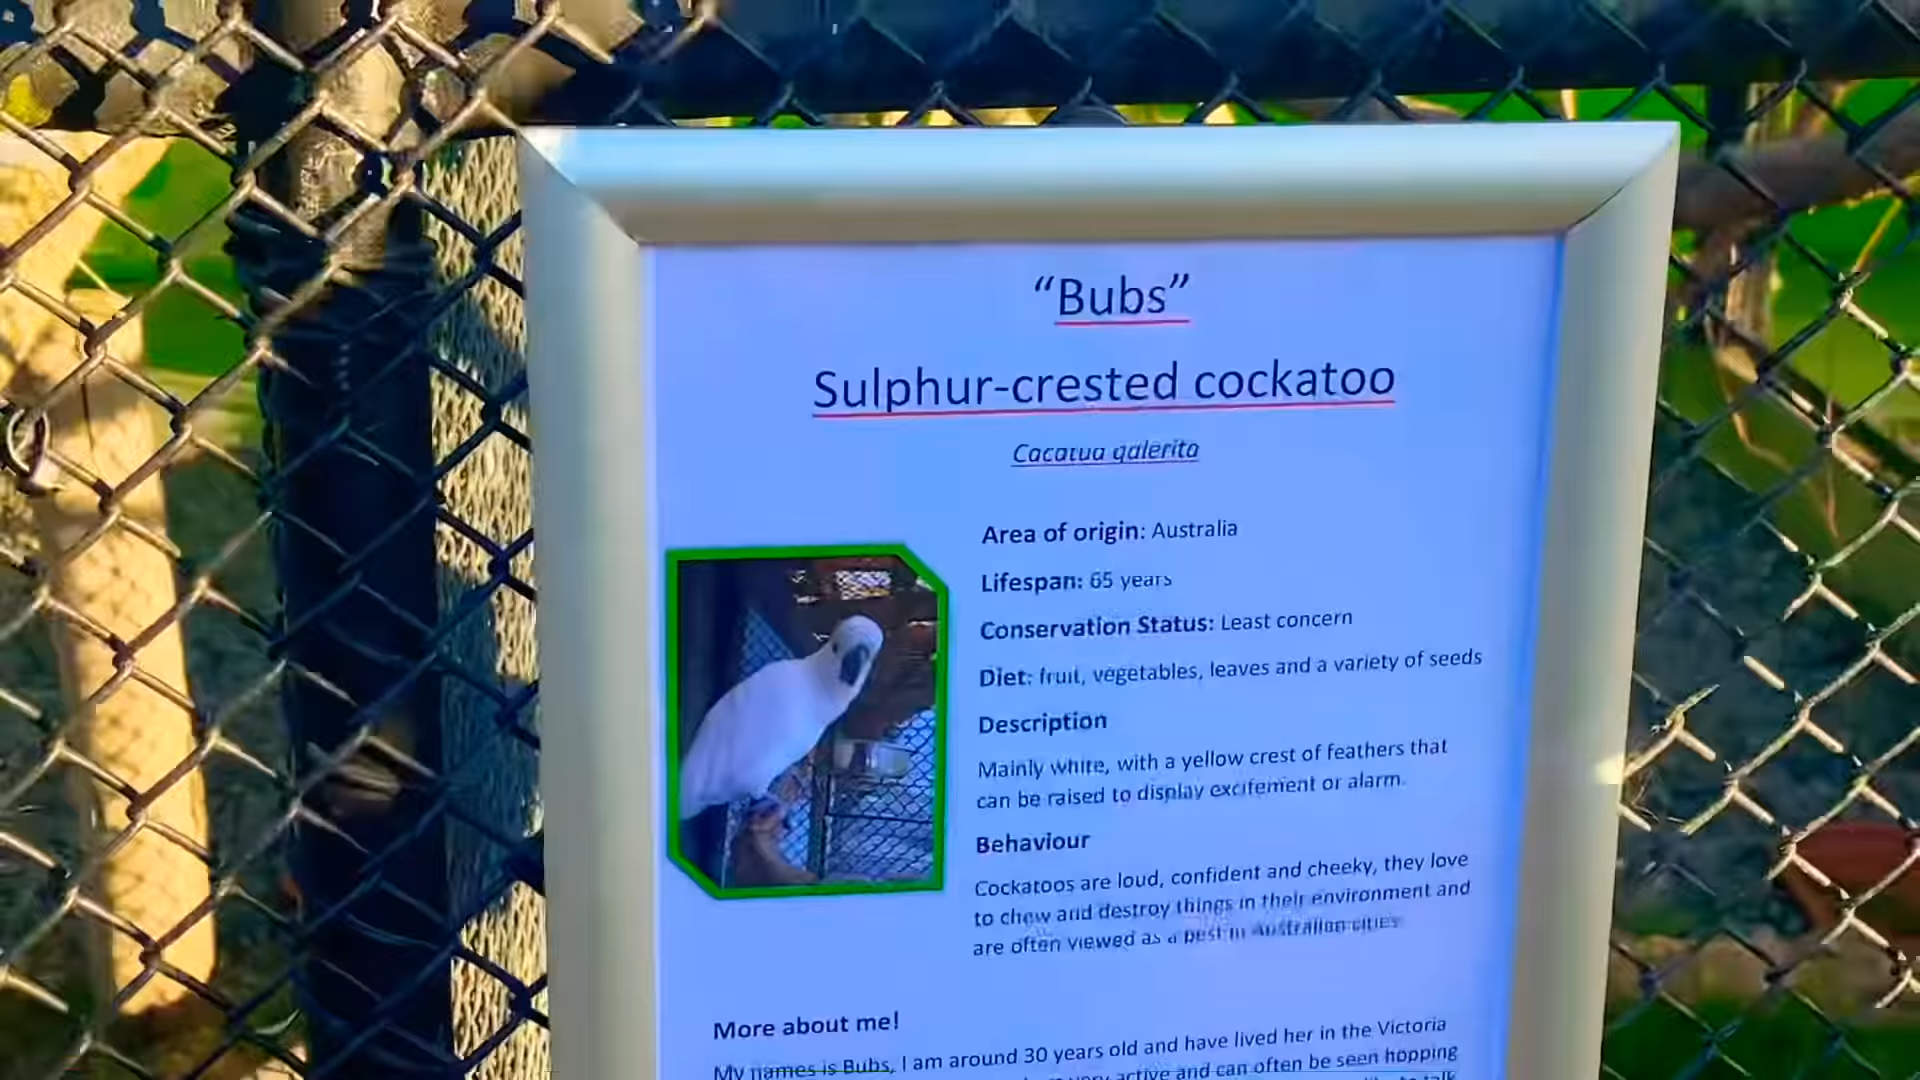 “Bubs”
Sulphur-crested cockatoo
Cacatua galerita
Area of origin: Australia
Lifespan: 65 years
Conservation Status: Least concern
Diet: fruit, vegetables, leaves and a variety of seeds
Description
Mainly white, with a yellow crest of feathers that
can be raised to display excitement or alarm.
Behaviour
Cockatoos are loud, confident and cheeky, they love
to chew and destroy things in their environment and
are often viewed as a pest in Australian cities
More about me!
My names is Bubs, I am around 30 years old and have lived her in the Victoria
very active and can often be seen hopping
to talk